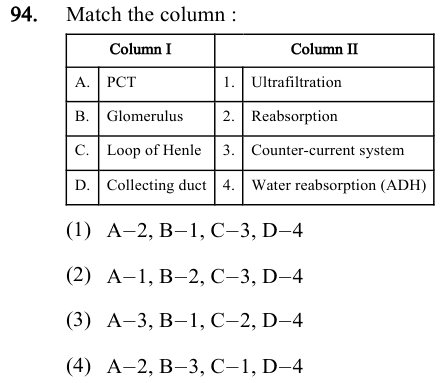 94. Match the column :
Column I Column II
A. PCT 1. Ultrafiltration
B. Glomerulus 2. Reabsorption
C. Loop of Henle 3. Counter-current system
D. Collecting duct 4. Water reabsorption (ADH)
(1) A–2, B–1, C–3, D–4
(2) A–1, B–2, C–3, D–4
(3) A–3, B–1, C–2, D–4
(4) A–2, B–3, C–1, D–4